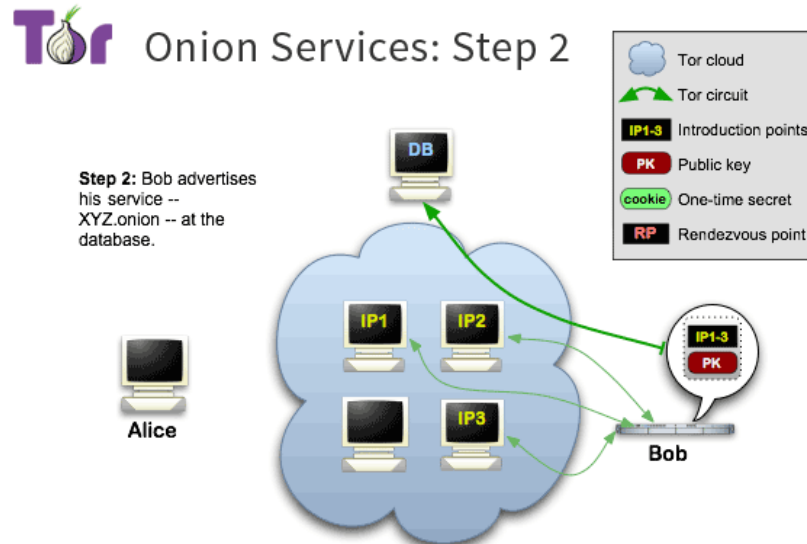 Tor Onion Services: Step 2
Tor cloud
Tor circuit
IP1-3 Introduction points
PK Public key
cookie One-time secret
RP Rendezvous point
DB
Step 2: Bob advertises
his service --
XYZ.onion -- at the
database.
IP1
IP2
IP1-3
PK
IP3
Alice
Bob